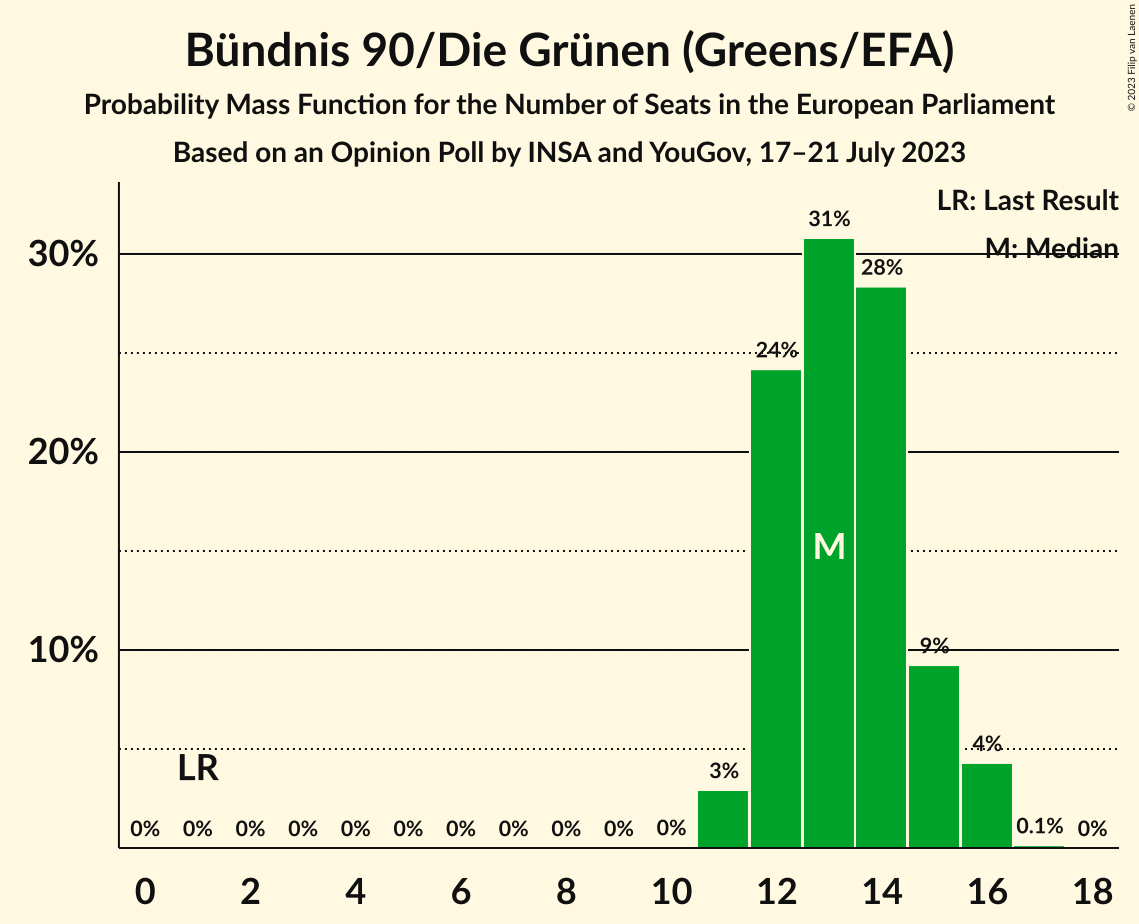 Bündnis 90/Die Grünen (Greens/EFA)
Probability Mass Function for the Number of Seats in the European Parliament
Based on an Opinion Poll by INSA and YouGov, 17–21 July 2023
© 2023 Filip van Laenen
LR: Last Result
M: Median
30%
20%
10%
31%
28%
24%
M
9%
4%
3%
LR
0% 0% 0% 0% 0% 0% 0% 0% 0% 0% 0% 0.1% 0%
0 2 4 6 8 10 12 14 16 18